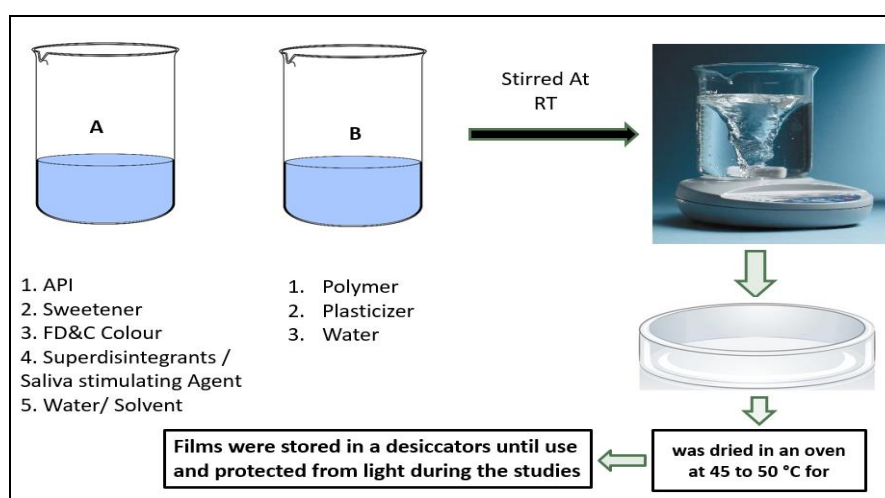 A
B
Stirred At
RT
1. API
2. Sweetener
3. FD&C Colour
4. Superdisintegrants /
Saliva stimulating Agent
5. Water/ Solvent
1. Polymer
2. Plasticizer
3. Water
was dried in an oven
at 45 to 50 °C for
Films were stored in a desiccators until use
and protected from light during the studies